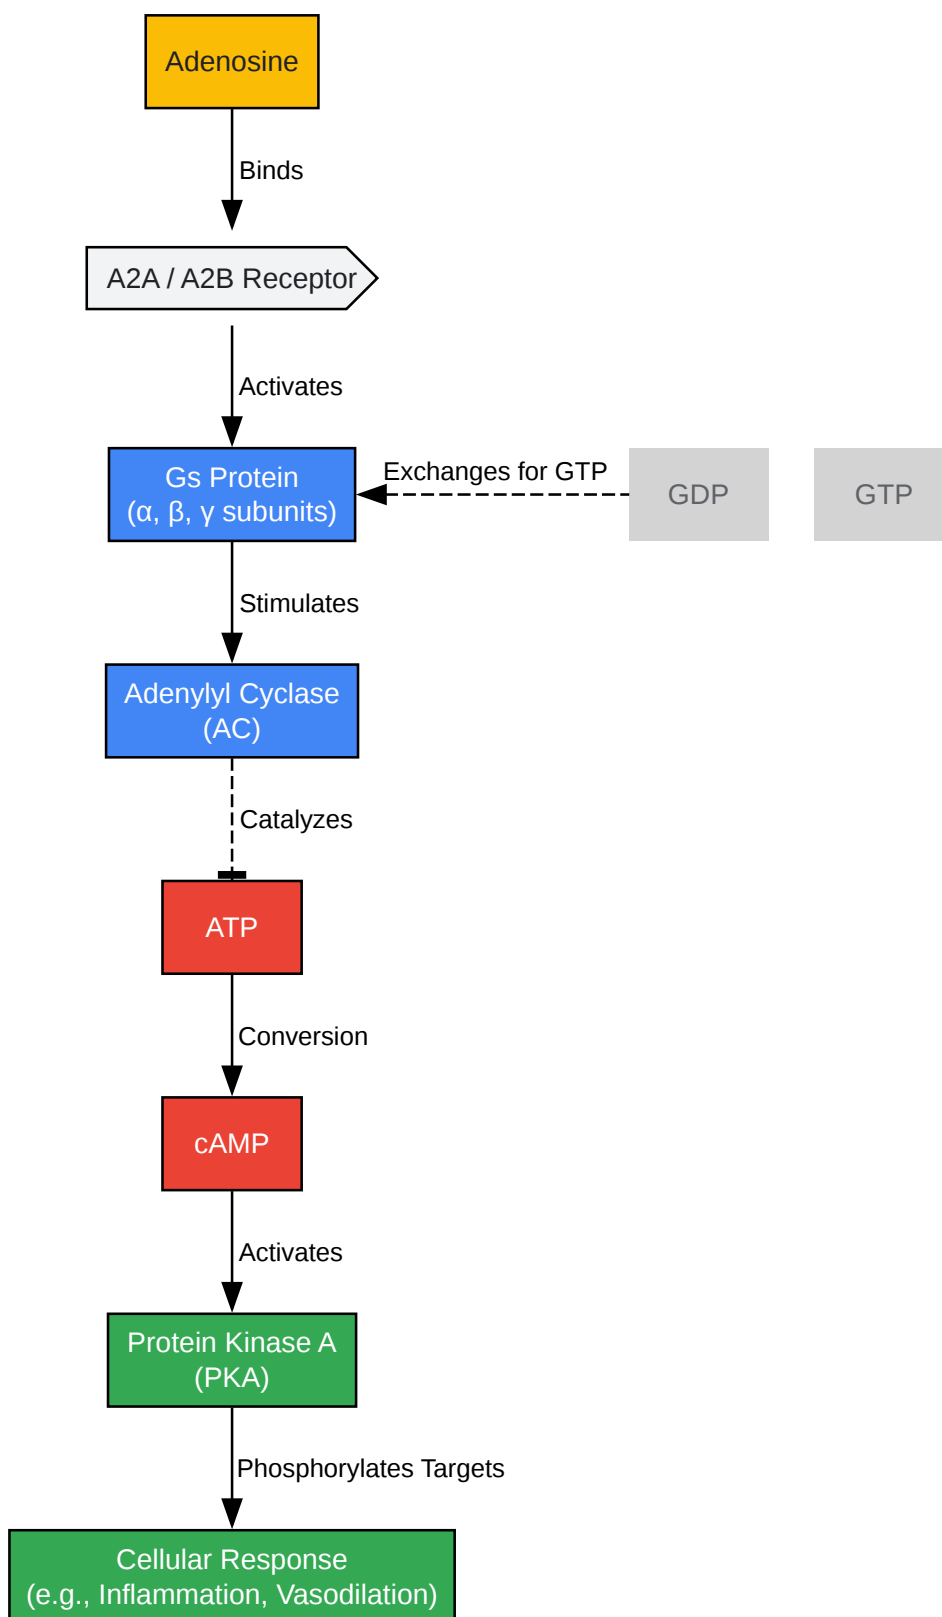 Adenosine
Binds
A2A / A2B Receptor
Activates
Gs Protein
(α, β, γ subunits)
Exchanges for GTP
GDP
GTP
Stimulates
Adenylyl Cyclase
(AC)
Catalyzes
ATP
Conversion
cAMP
Activates
Protein Kinase A
(PKA)
Phosphorylates Targets
Cellular Response
(e.g., Inflammation, Vasodilation)